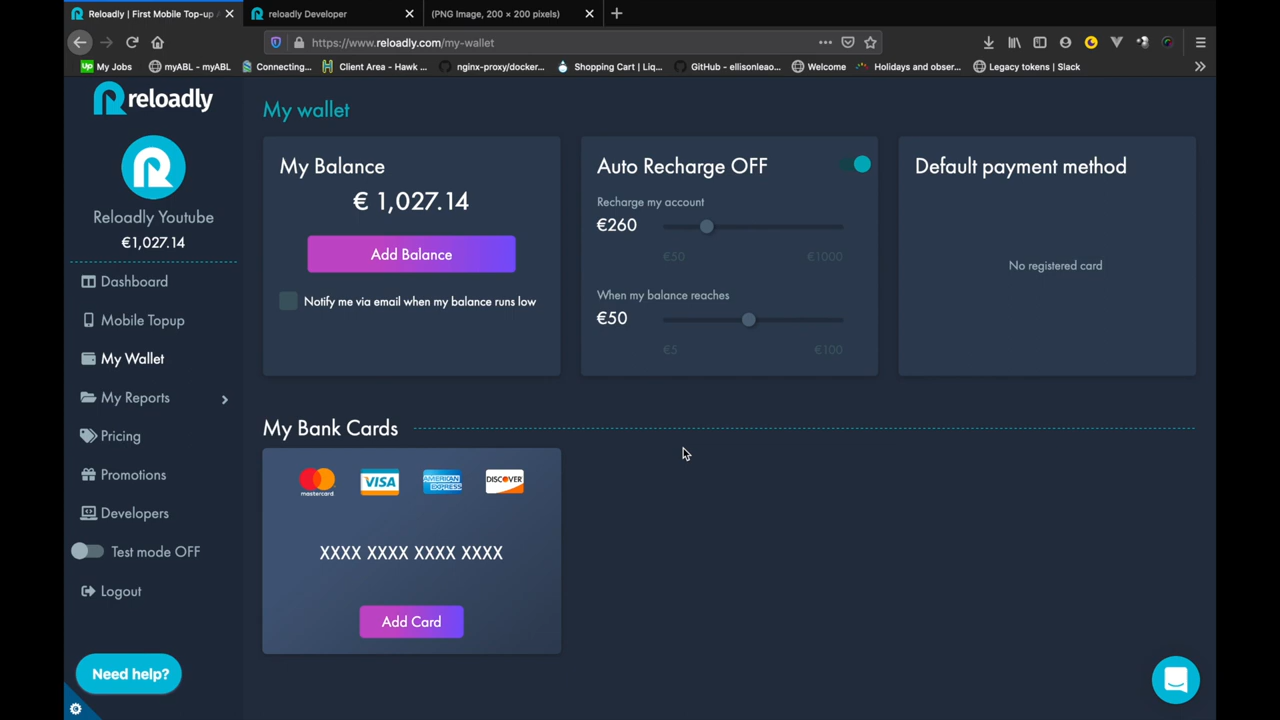 Reloadly | First Mobile Top-up
reloadly Developer
(PNG Image, 200 × 200 pixels)
https://www.reloadly.com/my-wallet
My Jobs
myABL - myABL
Connecting...
Client Area - Hawk ...
nginx-proxy/docker...
Shopping Cart | Liq...
GitHub - ellisonleao...
Welcome
Holidays and obser...
Legacy tokens | Slack
reloadly
Reloadly Youtube
€1,027.14
Dashboard
Mobile Topup
My Wallet
My Reports
Pricing
Promotions
Developers
Test mode OFF
Logout
Need help?
My wallet
My Balance
€ 1,027.14
Add Balance
Notify me via email when my balance runs low
Auto Recharge OFF
Recharge my account
€260
€50 €1000
When my balance reaches
€50
€5 €100
Default payment method
No registered card
My Bank Cards
mastercard VISA AMERICAN EXPRESS DISCOVER
XXXX XXXX XXXX XXXX
Add Card